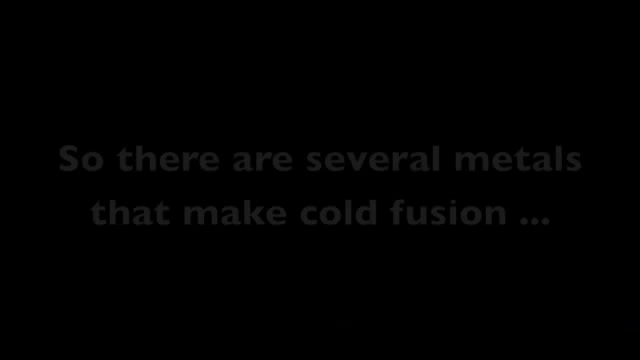 So there are several metals
that make cold fusion ...